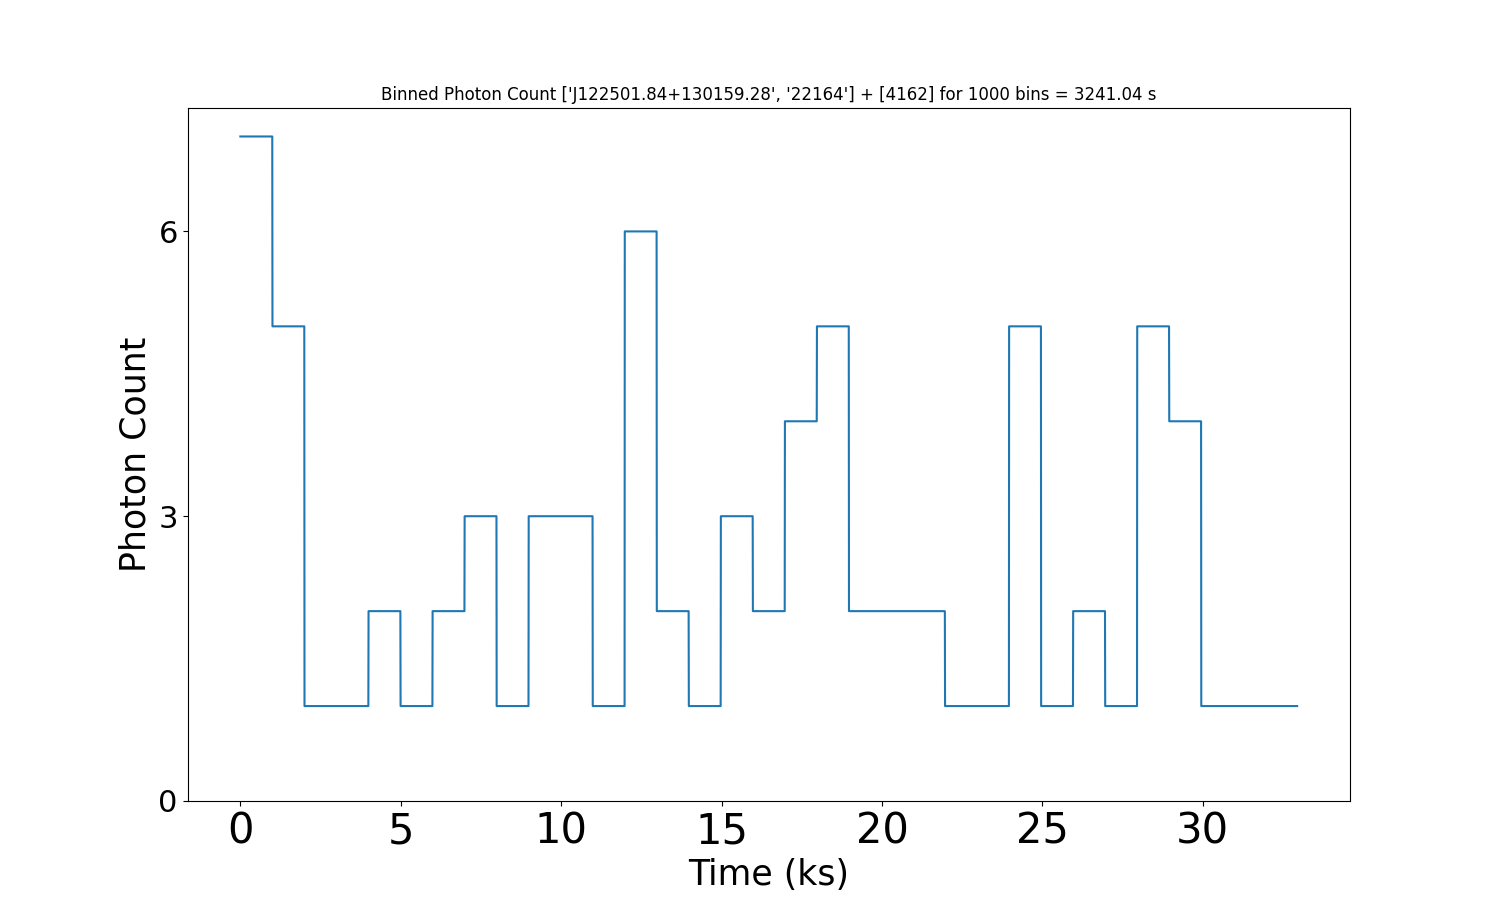 Binned Photon Count ['J122501.84+130159.28', '22164'] + [4162] for 1000 bins = 3241.04 s
Photon Count
6
3
0
0 5 10 15 20 25 30
Time (ks)